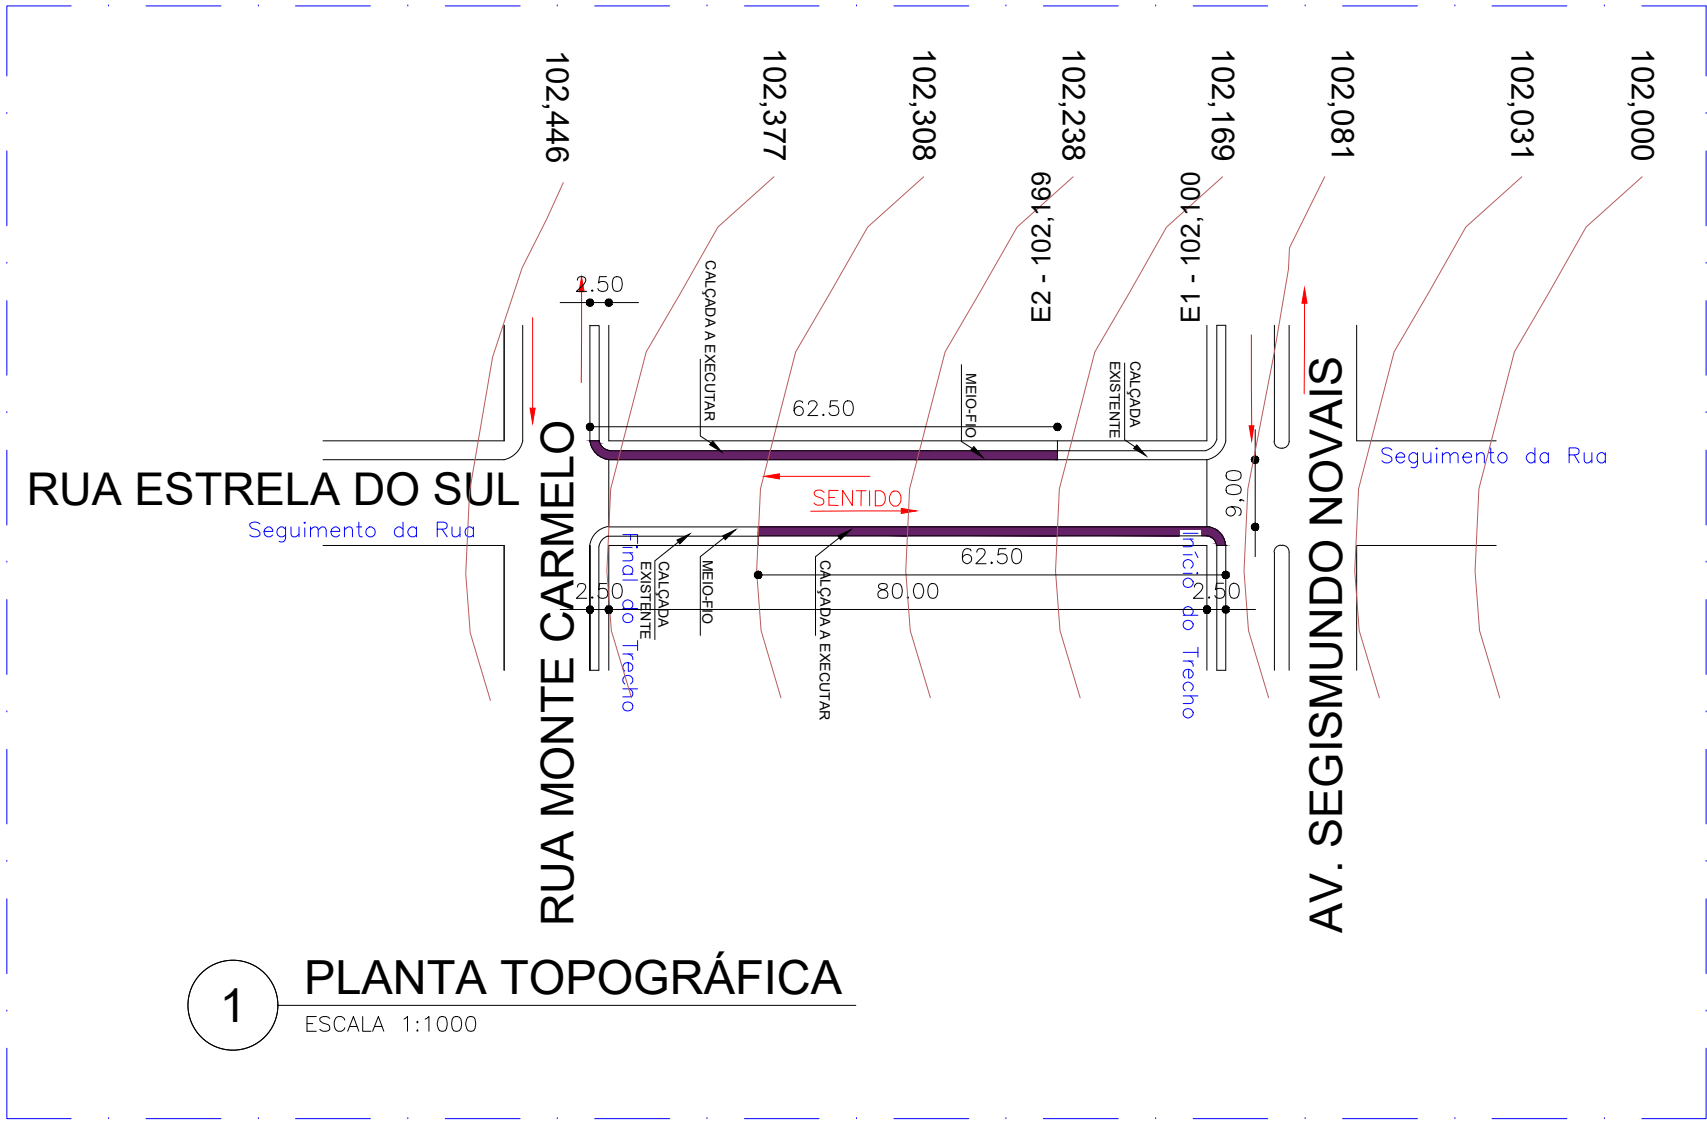 102,446
102,377
102,308
102,238
102,169
102,081
102,031
102,000
E2 - 102,169
E1 - 102,100
2.50
CALÇADA A EXECUTAR
62.50
MEIO-FIO
CALÇADA
EXISTENTE
RUA ESTRELA DO SUL
Seguimento da Rua
SENTIDO
9,00
Seguimento da Rua
RUA MONTE CARMELO
AV. SEGISMUNDO NOVAIS
2.50
Final do Trecho
CALÇADA
EXISTENTE
MEIO-FIO
CALÇADA A EXECUTAR
62.50
80.00
2.50
Início do Trecho
1
PLANTA TOPOGRÁFICA
ESCALA 1:1000